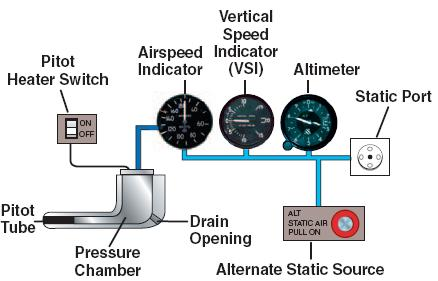 Vertical
Speed
Indicator
(VSI)
Airspeed
Indicator
Altimeter
Pitot
Heater Switch
Static Port
ON
OFF
Pitot
Tube
Drain
Opening
Pressure
Chamber
ALT
STATIC AIR
PULL ON
Alternate Static Source